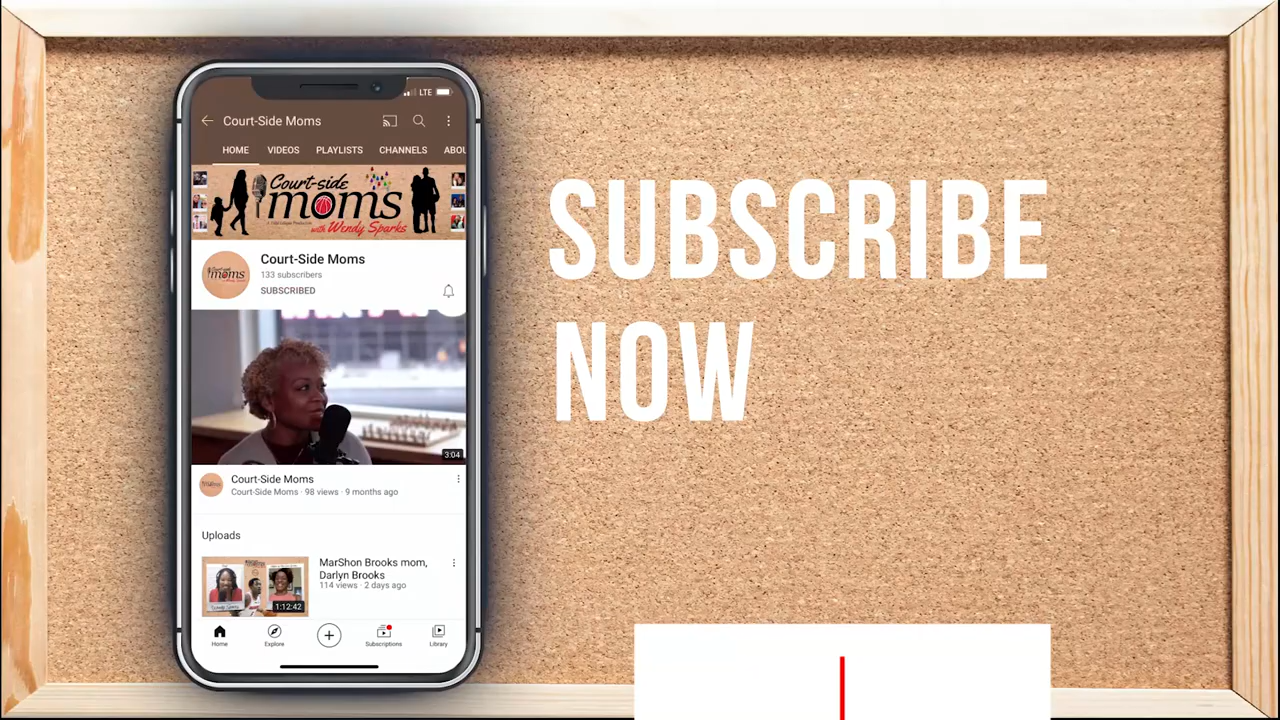 LTE
Court-Side Moms
HOME VIDEOS PLAYLISTS CHANNELS ABOU
Court-side
moms
with Wendy Sparks
Court-Side Moms
133 subscribers
SUBSCRIBED
3:04
Court-Side Moms
Court-Side Moms · 98 views · 9 months ago
Uploads
MarShon Brooks mom,
Darlyn Brooks
114 views · 2 days ago
1:12:42
Home Explore Subscriptions Library
SUBSCRIBE
NOW